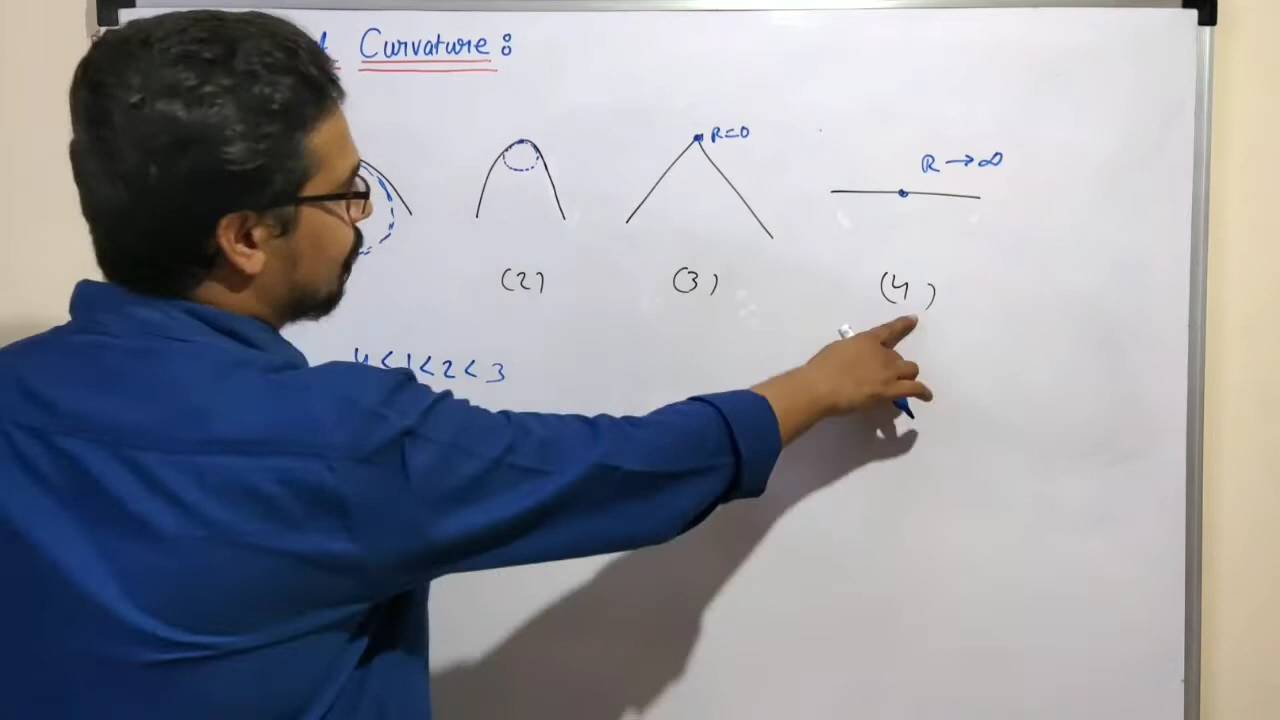 Curvature:
R=0
R→∞
(2) (3) (4)
4<1<2<3